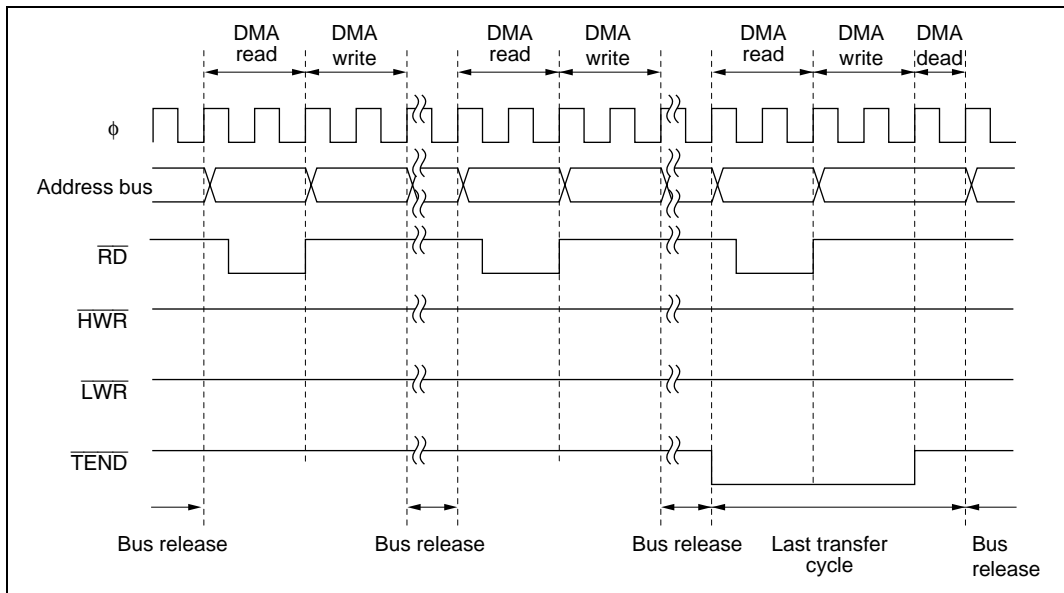 DMA read
DMA write
DMA read
DMA write
DMA read
DMA write
DMA dead
φ
Address bus
RD
HWR
LWR
TEND
Bus release
Bus release
Bus release
Last transfer cycle
Bus release